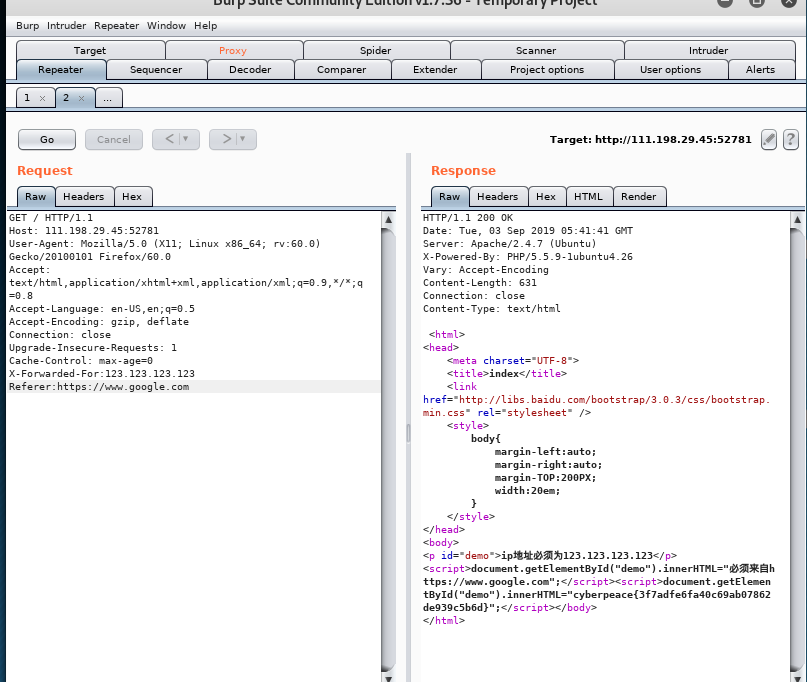 Burp Suite Community Edition v1.7.36 - Temporary Project
Burp Intruder Repeater Window Help
Target Proxy Spider Scanner Intruder
Repeater Sequencer Decoder Comparer Extender Project options User options Alerts
1 × 2 × ...
Go Cancel < ▼ > ▼ Target: http://111.198.29.45:52781 ?
Request
Raw Headers Hex
GET / HTTP/1.1
Host: 111.198.29.45:52781
User-Agent: Mozilla/5.0 (X11; Linux x86_64; rv:60.0)
Gecko/20100101 Firefox/60.0
Accept:
text/html,application/xhtml+xml,application/xml;q=0.9,*/*;q
=0.8
Accept-Language: en-US,en;q=0.5
Accept-Encoding: gzip, deflate
Connection: close
Upgrade-Insecure-Requests: 1
Cache-Control: max-age=0
X-Forwarded-For:123.123.123.123
Referer:https://www.google.com
Response
Raw Headers Hex HTML Render
HTTP/1.1 200 OK
Date: Tue, 03 Sep 2019 05:41:41 GMT
Server: Apache/2.4.7 (Ubuntu)
X-Powered-By: PHP/5.5.9-1ubuntu4.26
Vary: Accept-Encoding
Content-Length: 631
Connection: close
Content-Type: text/html
<html>
<head>
<meta charset="UTF-8">
<title>index</title>
<link
href="http://libs.baidu.com/bootstrap/3.0.3/css/bootstrap.
min.css" rel="stylesheet" />
<style>
body{
margin-left:auto;
margin-right:auto;
margin-TOP:200PX;
width:20em;
}
</style>
</head>
<body>
<p id="demo">ip地址必须为123.123.123.123</p>
<script>document.getElementById("demo").innerHTML="必须来自h
ttps://www.google.com";</script><script>document.getElemen
tById("demo").innerHTML="cyberpeace{3f7adfe6fa40c69ab07862
de939c5b6d}";</script></body>
</html>